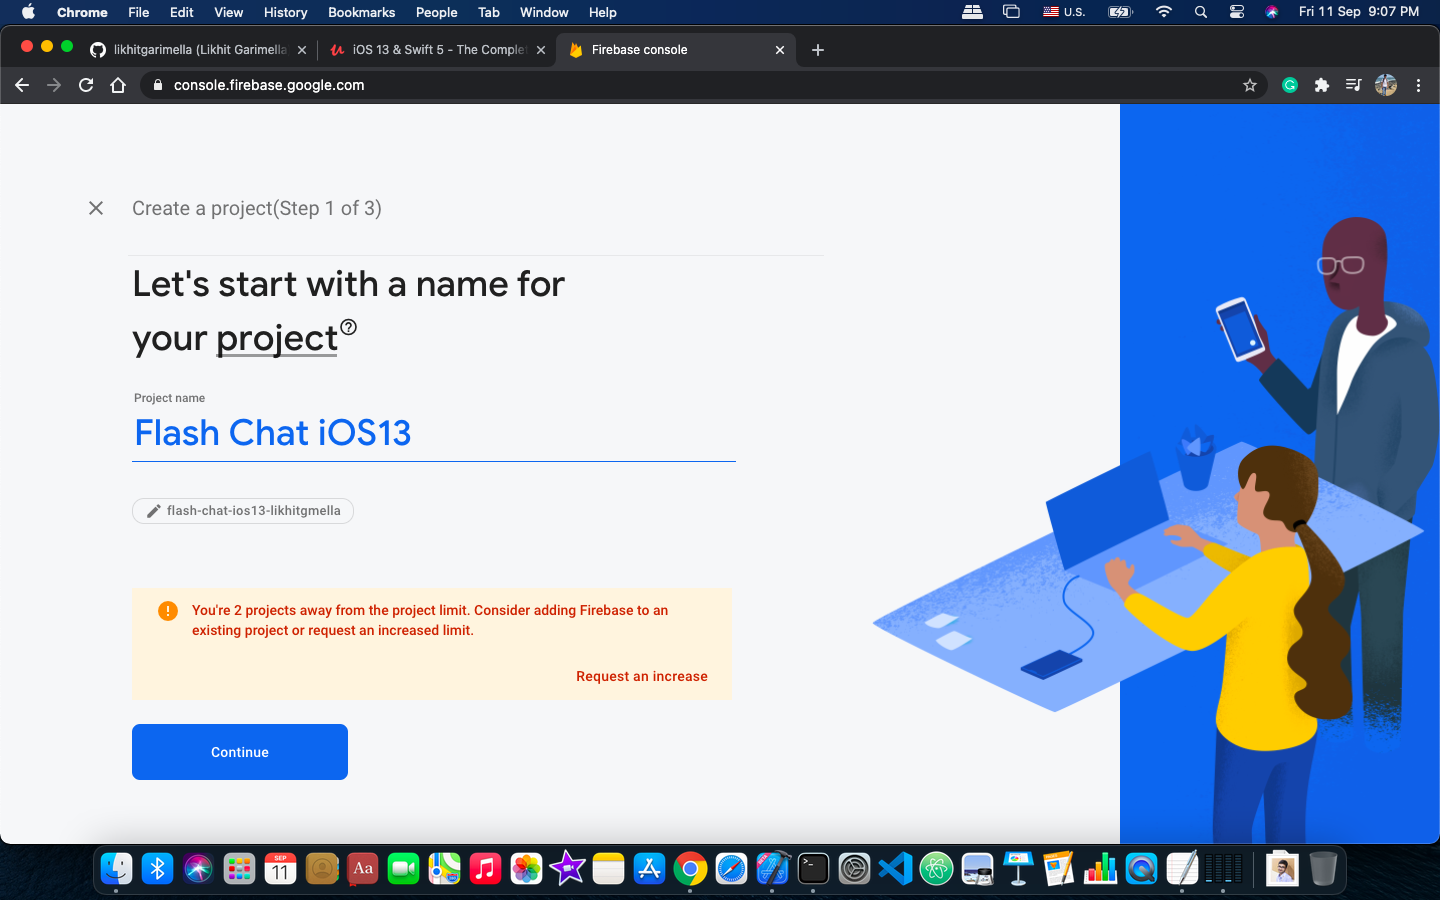 Chrome File Edit View History Bookmarks People Tab Window Help U.S. Fri 11 Sep 9:07 PM
likhitgarimella (Likhit Garimella iOS 13 & Swift 5 - The Comple Firebase console
console.firebase.google.com
Create a project(Step 1 of 3)
Let's start with a name for
your project
Project name
Flash Chat iOS13
flash-chat-ios13-likhitgmella
You're 2 projects away from the project limit. Consider adding Firebase to an
existing project or request an increased limit.
Request an increase
Continue
SEP
11
Aa